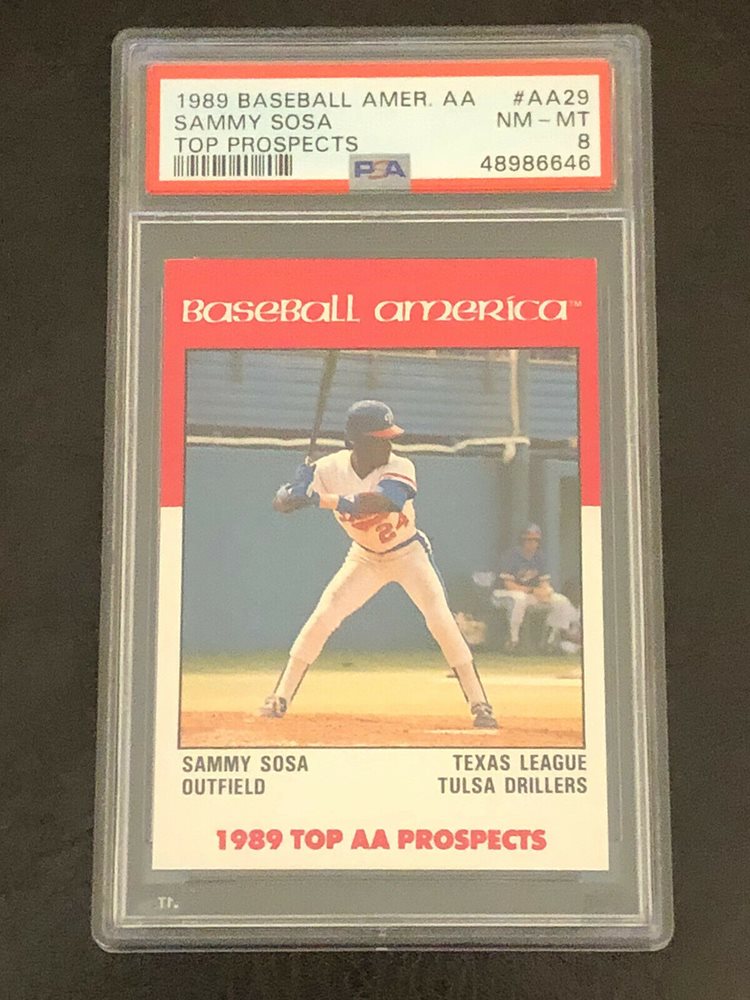 1989 BASEBALL AMER. AA #AA29
SAMMY SOSA NM - MT
TOP PROSPECTS 8
PSA 48986646
Baseball america™
24
SAMMY SOSA TEXAS LEAGUE
OUTFIELD TULSA DRILLERS
1989 TOP AA PROSPECTS